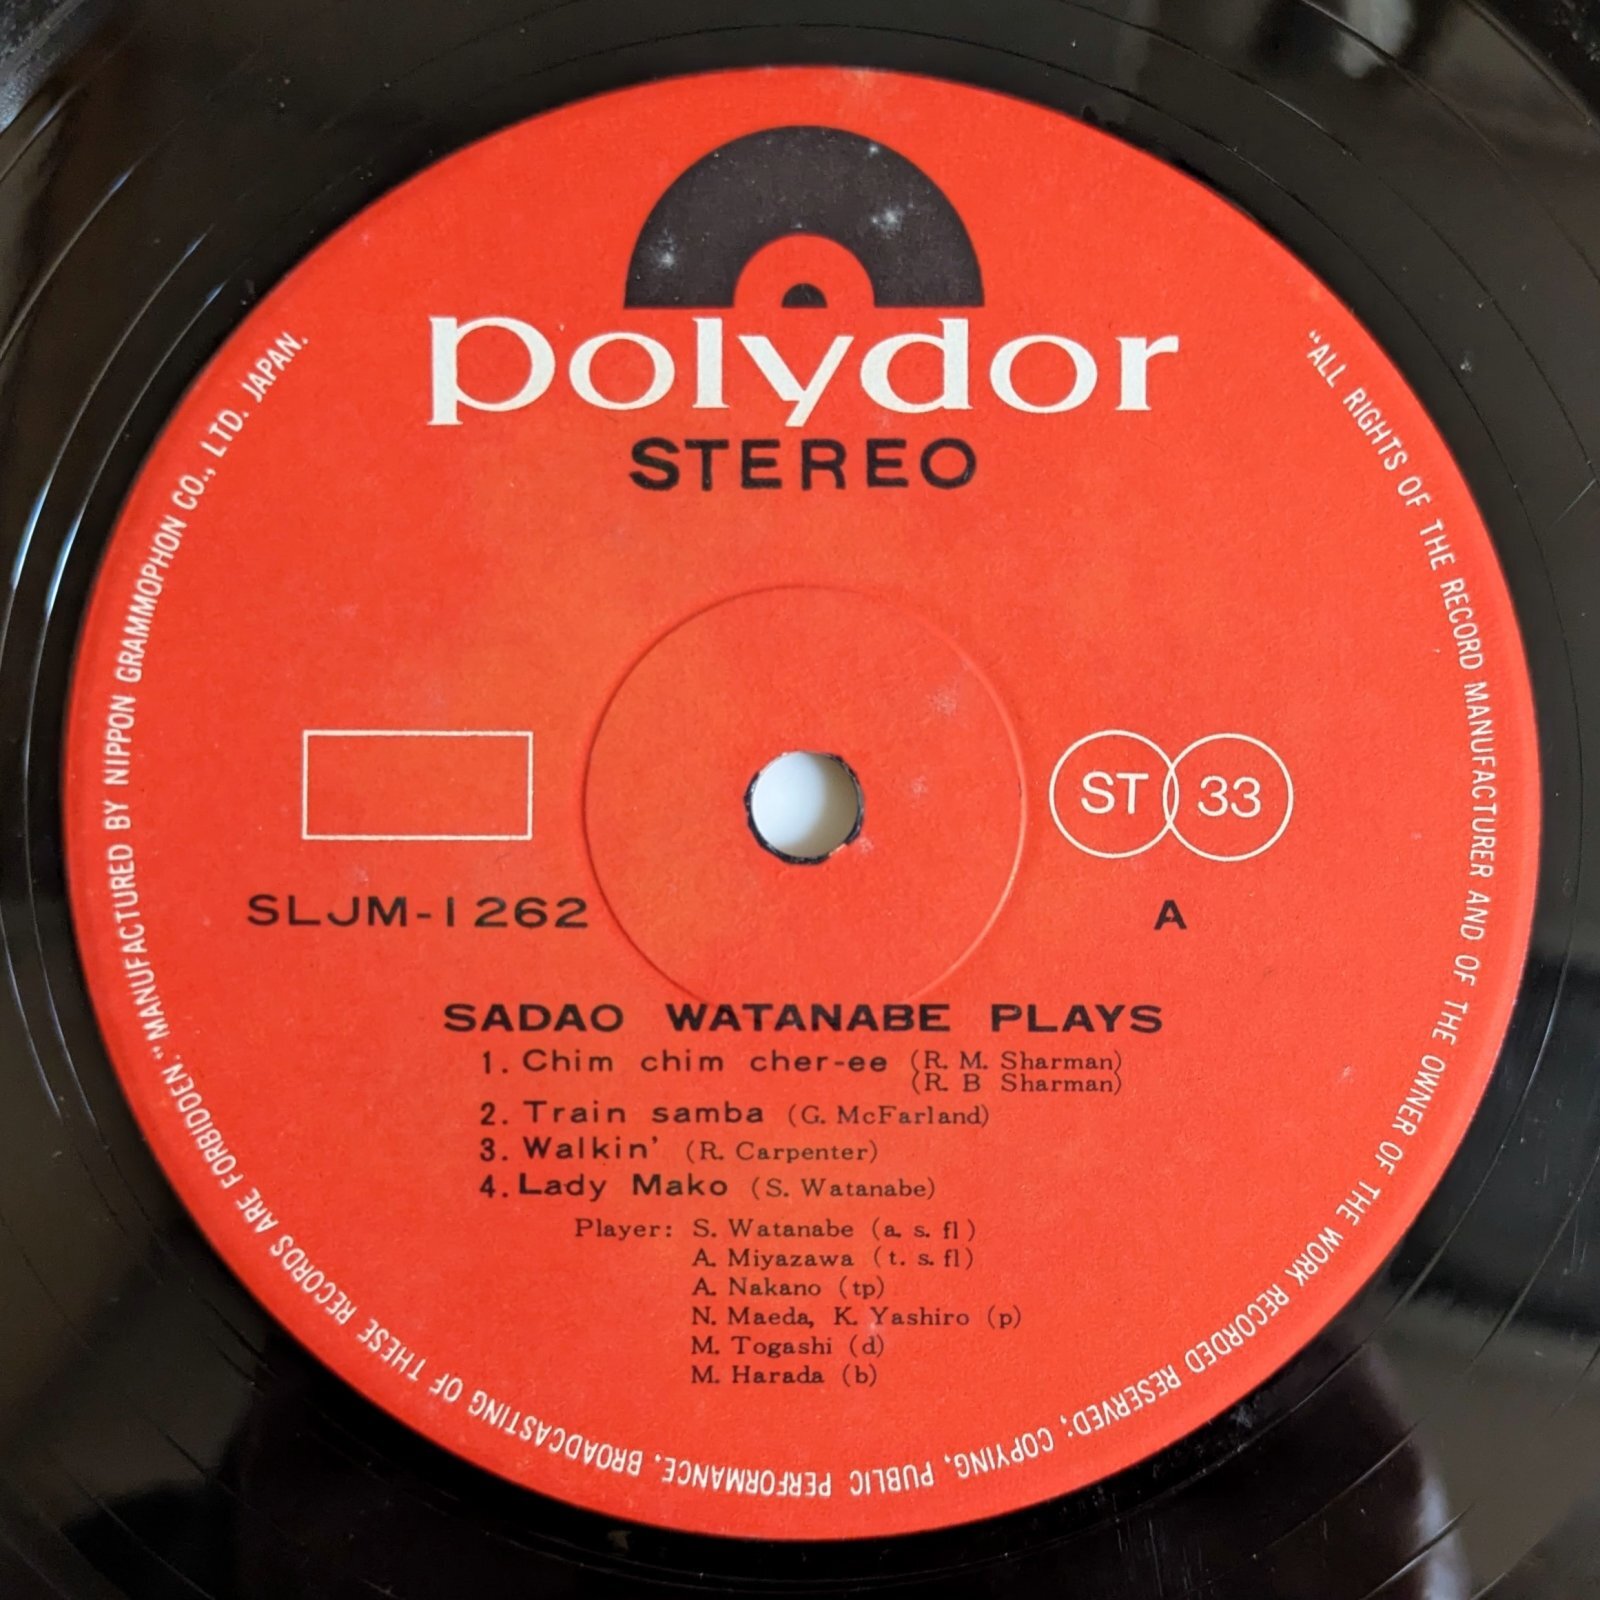 polydor
STEREO
ST 33
SLJM-1262
A
SADAO WATANABE PLAYS
1. Chim chim cher-ee (R. M. Sharman)
(R. B Sharman)
2. Train samba (G. McFarland)
3. Walkin' (R. Carpenter)
4. Lady Mako (S. Watanabe)
Player: S. Watanabe (a. s. fl)
A. Miyazawa (t. s. fl)
A. Nakano (tp)
N. Maeda, K. Yashiro (p)
M. Togashi (d)
M. Harada (b)
"ALL RIGHTS OF THE RECORD MANUFACTURER AND OF THE OWNER OF THE WORK RECORDED RESERVED; COPYING, PUBLIC PERFORMANCE, BROADCASTING OF THESE RECORDS ARE FORBIDDEN."MANUFACTURED BY NIPPON GRAMMOPHON CO., LTD. JAPAN.